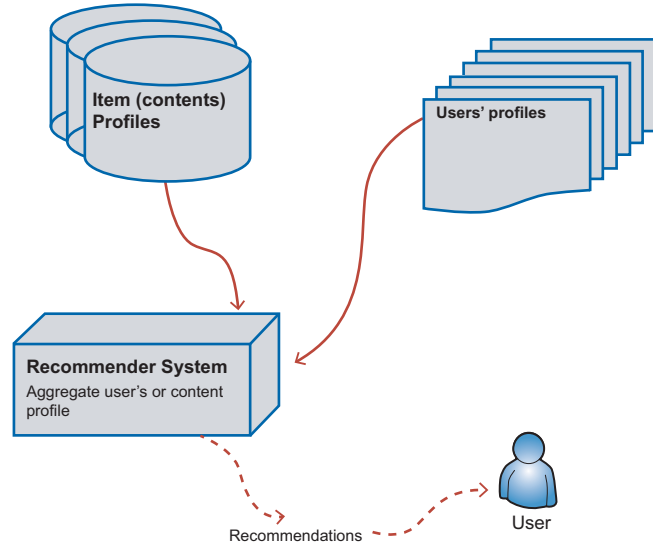 Item (contents)
Profiles
Users’ profiles
Recommender System
Aggregate user’s or content
profile
Recommendations
User